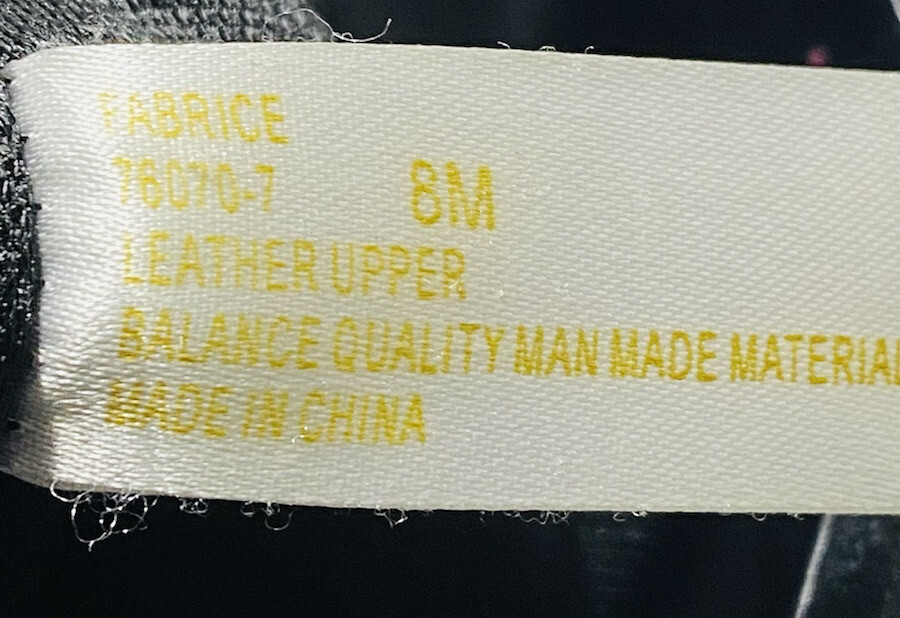 FABRICE
76070-7 8M
LEATHER UPPER
BALANCE QUALITY MAN MADE MATERIAL
MADE IN CHINA